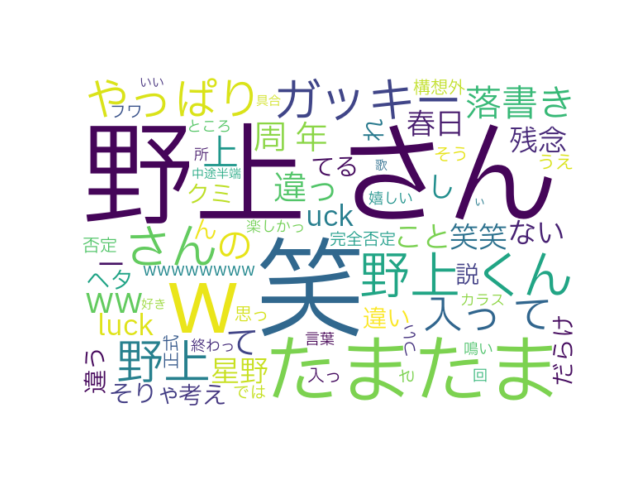 いい
やっぱり ガッキー 構想外 落書き
フワ 具合
野上さん
ところ 周年 れ 春日 残念
所 上 てる そう うえ
中途半端 歌
クミ 違っ 嬉しい し ぃ
さん ん の 楽しかっ uck 完全否定 こと 笑笑 ない
否定 ー
笑
wwwwwwww 野上くん 説
ヘタ
ww w 好き 思っ 違い 入って カラス
luck
だらけ
違う 野上 正式 終わっ て 言葉 つい 鳴い
たまたま
星野 では 入っ そ 回
そりゃ考え